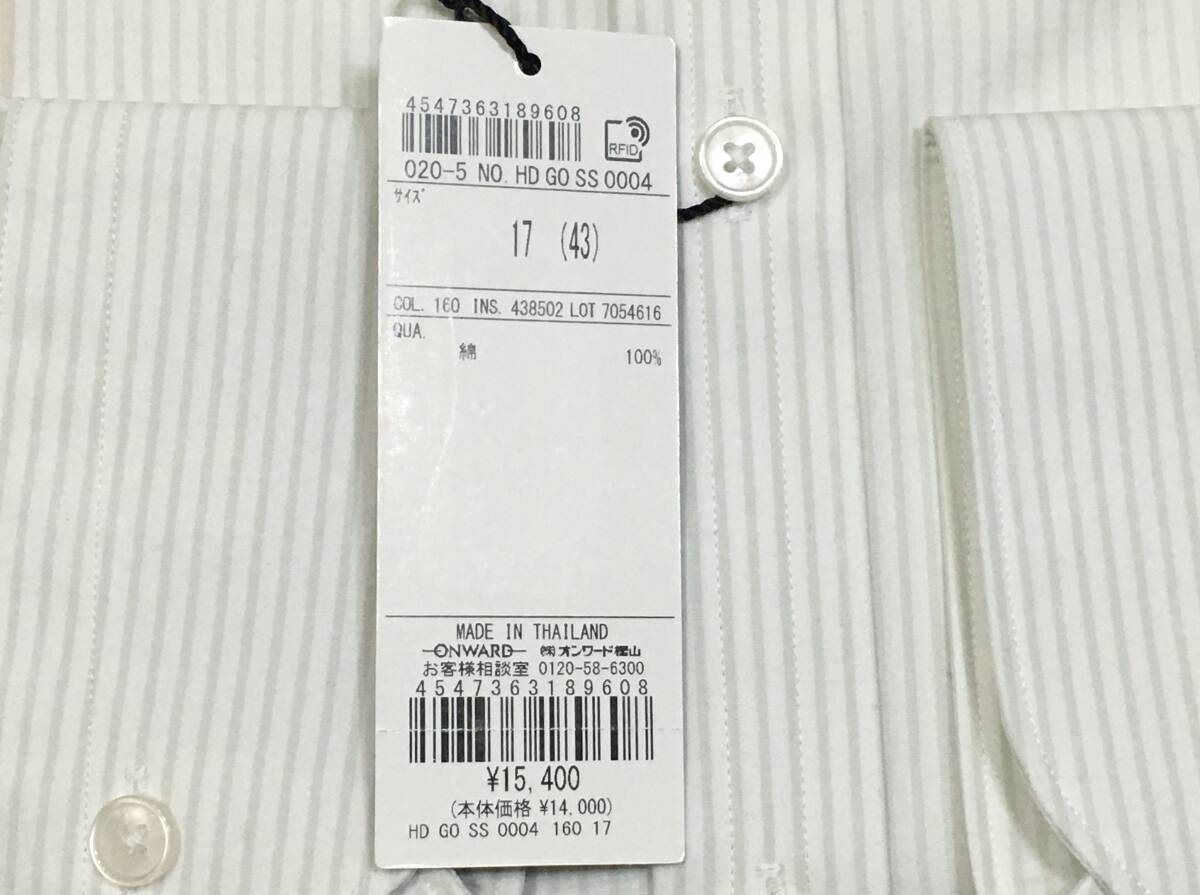 4547363189608
RFID
020-5 NO. HD GO SS 0004
サイズ
17 (43)
COL. 160 INS. 438502 LOT 7054616
QUA.
綿 100%
MADE IN THAILAND
ONWARD ㈱オンワード樫山
お客様相談室 0120-58-6300
4547363189608
¥15,400
(本体価格 ¥14,000)
HD GO SS 0004 160 17